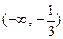 (-∞, -1/3)